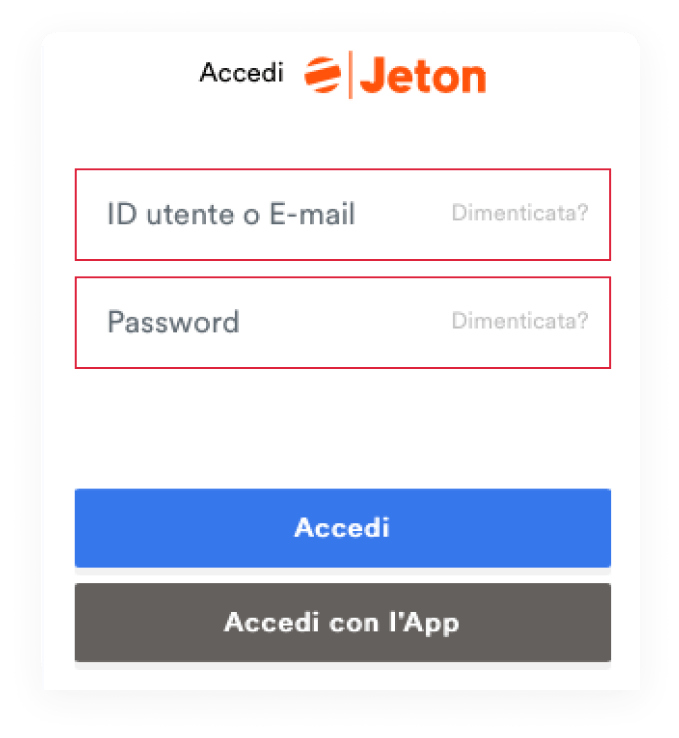 Accedi Jeton
ID utente o E-mail Dimenticata?
Password Dimenticata?
Accedi
Accedi con l'App